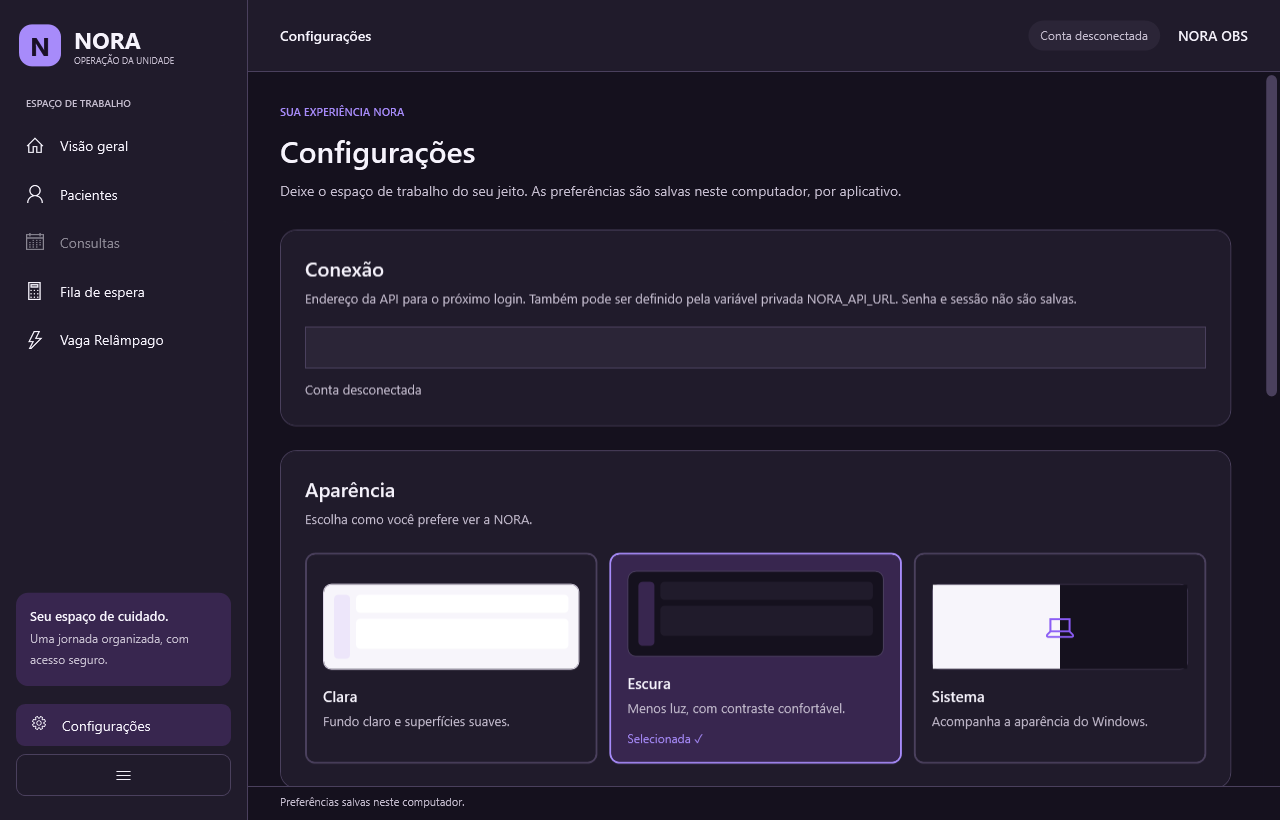 N
NORA
OPERAÇÃO DA UNIDADE
ESPAÇO DE TRABALHO
Visão geral
Pacientes
Consultas
Fila de espera
Vaga Relâmpago
Seu espaço de cuidado.
Uma jornada organizada, com
acesso seguro.
Configurações
Configurações
Conta desconectada
NORA OBS
SUA EXPERIÊNCIA NORA
Configurações
Deixe o espaço de trabalho do seu jeito. As preferências são salvas neste computador, por aplicativo.
Conexão
Endereço da API para o próximo login. Também pode ser definido pela variável privada NORA_API_URL. Senha e sessão não são salvas.
Conta desconectada
Aparência
Escolha como você prefere ver a NORA.
Clara
Fundo claro e superfícies suaves.
Escura
Menos luz, com contraste confortável.
Selecionada ✓
Sistema
Acompanha a aparência do Windows.
Preferências salvas neste computador.